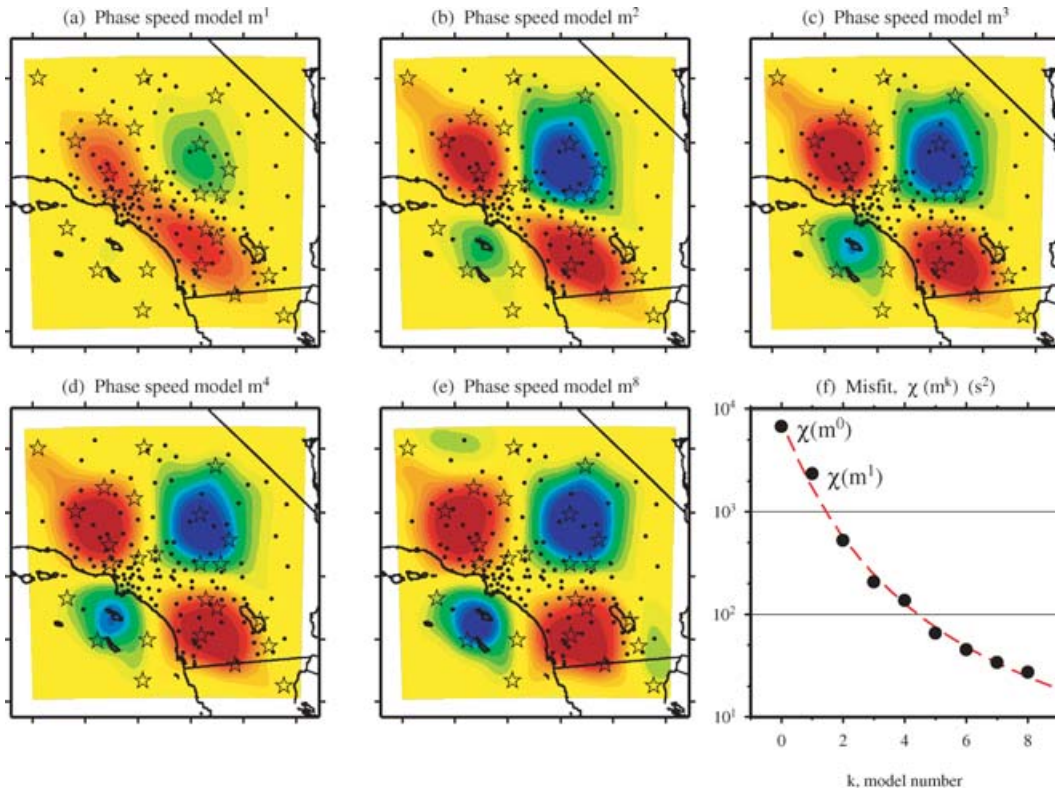 (a) Phase speed model m¹
(b) Phase speed model m²
(c) Phase speed model m³
(d) Phase speed model m⁴
(e) Phase speed model m⁸
(f) Misfit, χ (mᵏ) (s²)
10⁴
10³
10²
10¹
χ(m⁰)
χ(m¹)
0 2 4 6 8
k, model number